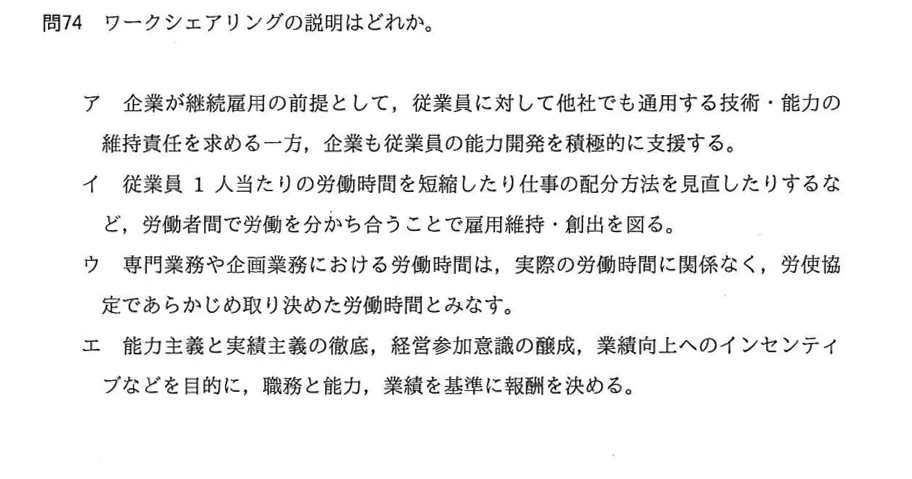 問74 ワークシェアリングの説明はどれか。
ア 企業が継続雇用の前提として，従業員に対して他社でも通用する技術・能力の
維持責任を求める一方，企業も従業員の能力開発を積極的に支援する。
イ 従業員 1 人当たりの労働時間を短縮したり仕事の配分方法を見直したりするな
ど，労働者間で労働を分かち合うことで雇用維持・創出を図る。
ウ 専門業務や企画業務における労働時間は，実際の労働時間に関係なく，労使協
定であらかじめ取り決めた労働時間とみなす。
エ 能力主義と実績主義の徹底，経営参加意識の醸成，業績向上へのインセンティ
ブなどを目的に，職務と能力，業績を基準に報酬を決める。